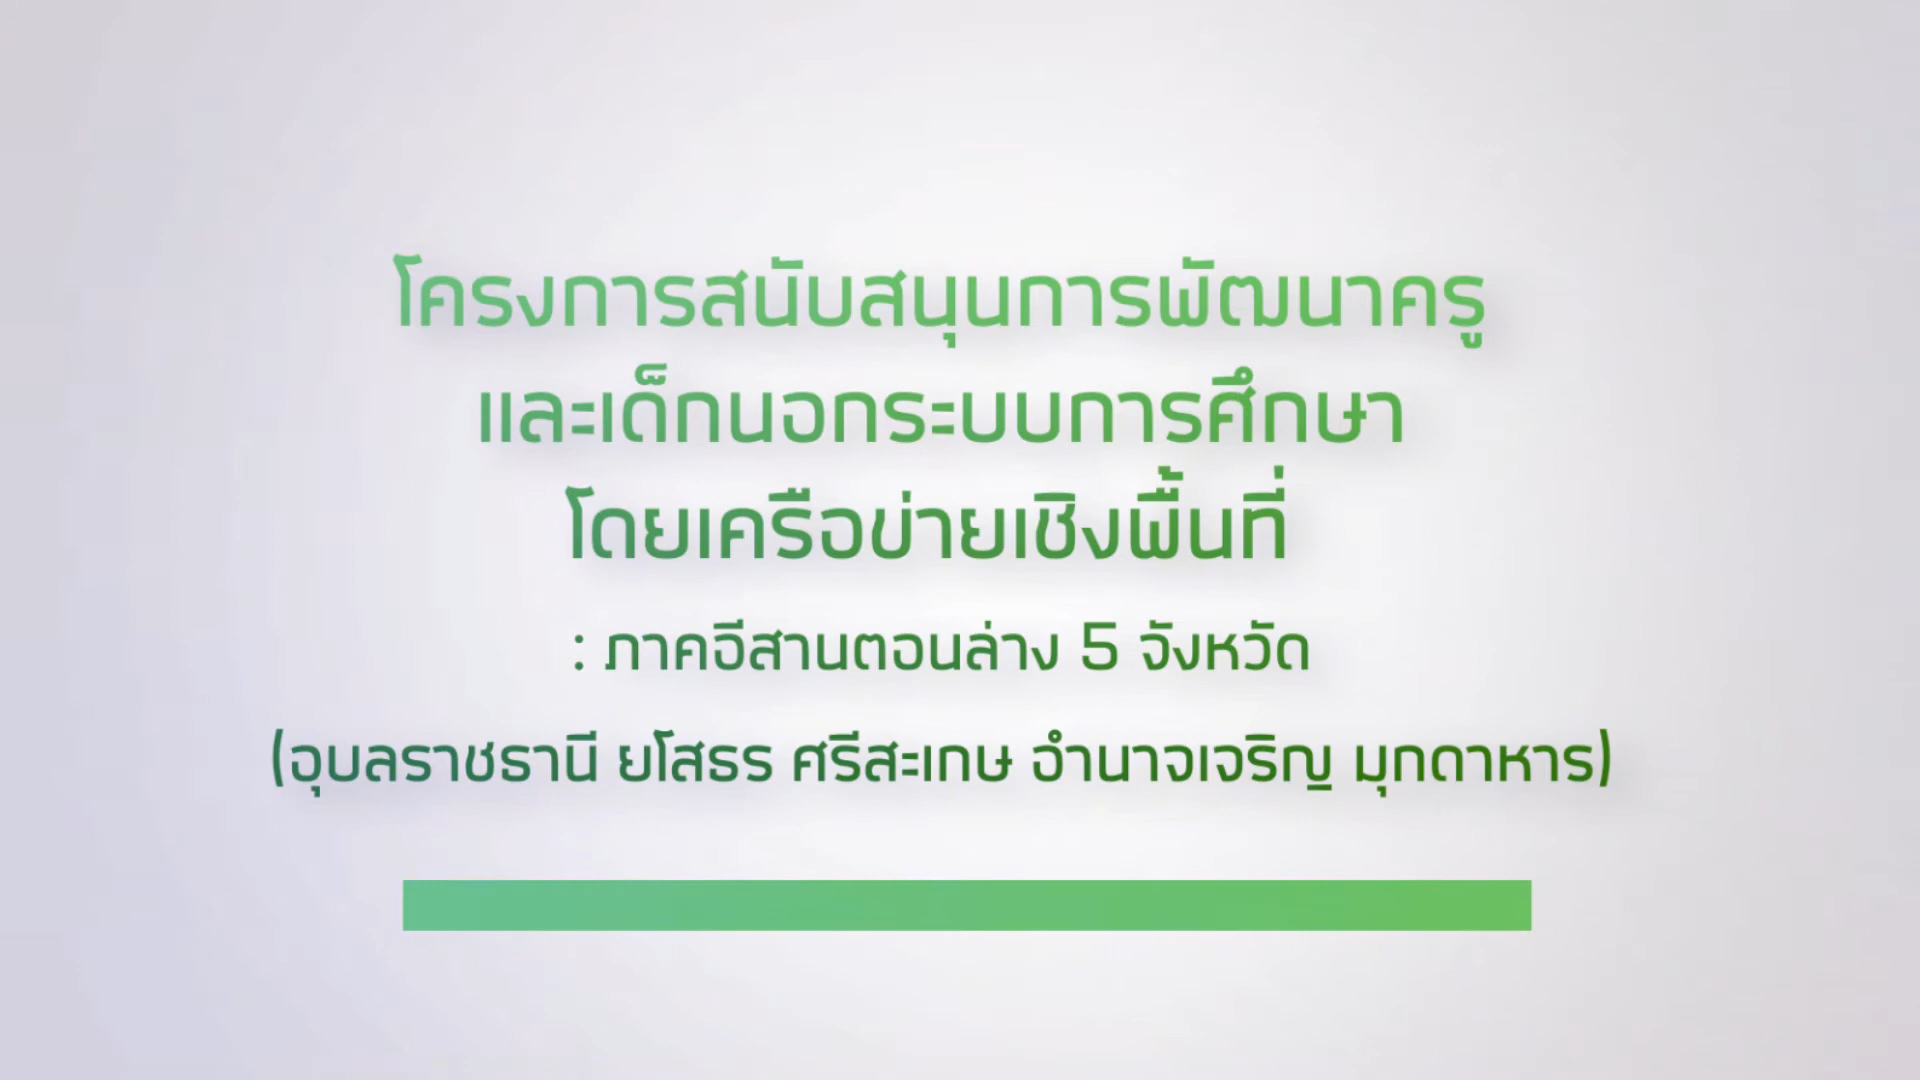 โครงการสนับสนุนการพัฒนาครู
และเด็กนอกระบบการศึกษา
โดยเครือข่ายเชิงพื้นที่
: ภาคอีสานตอนล่าง 5 จังหวัด
(อุบลราชธานี ยโสธร ศรีสะเกษ อำนาจเจริญ มุกดาหาร)